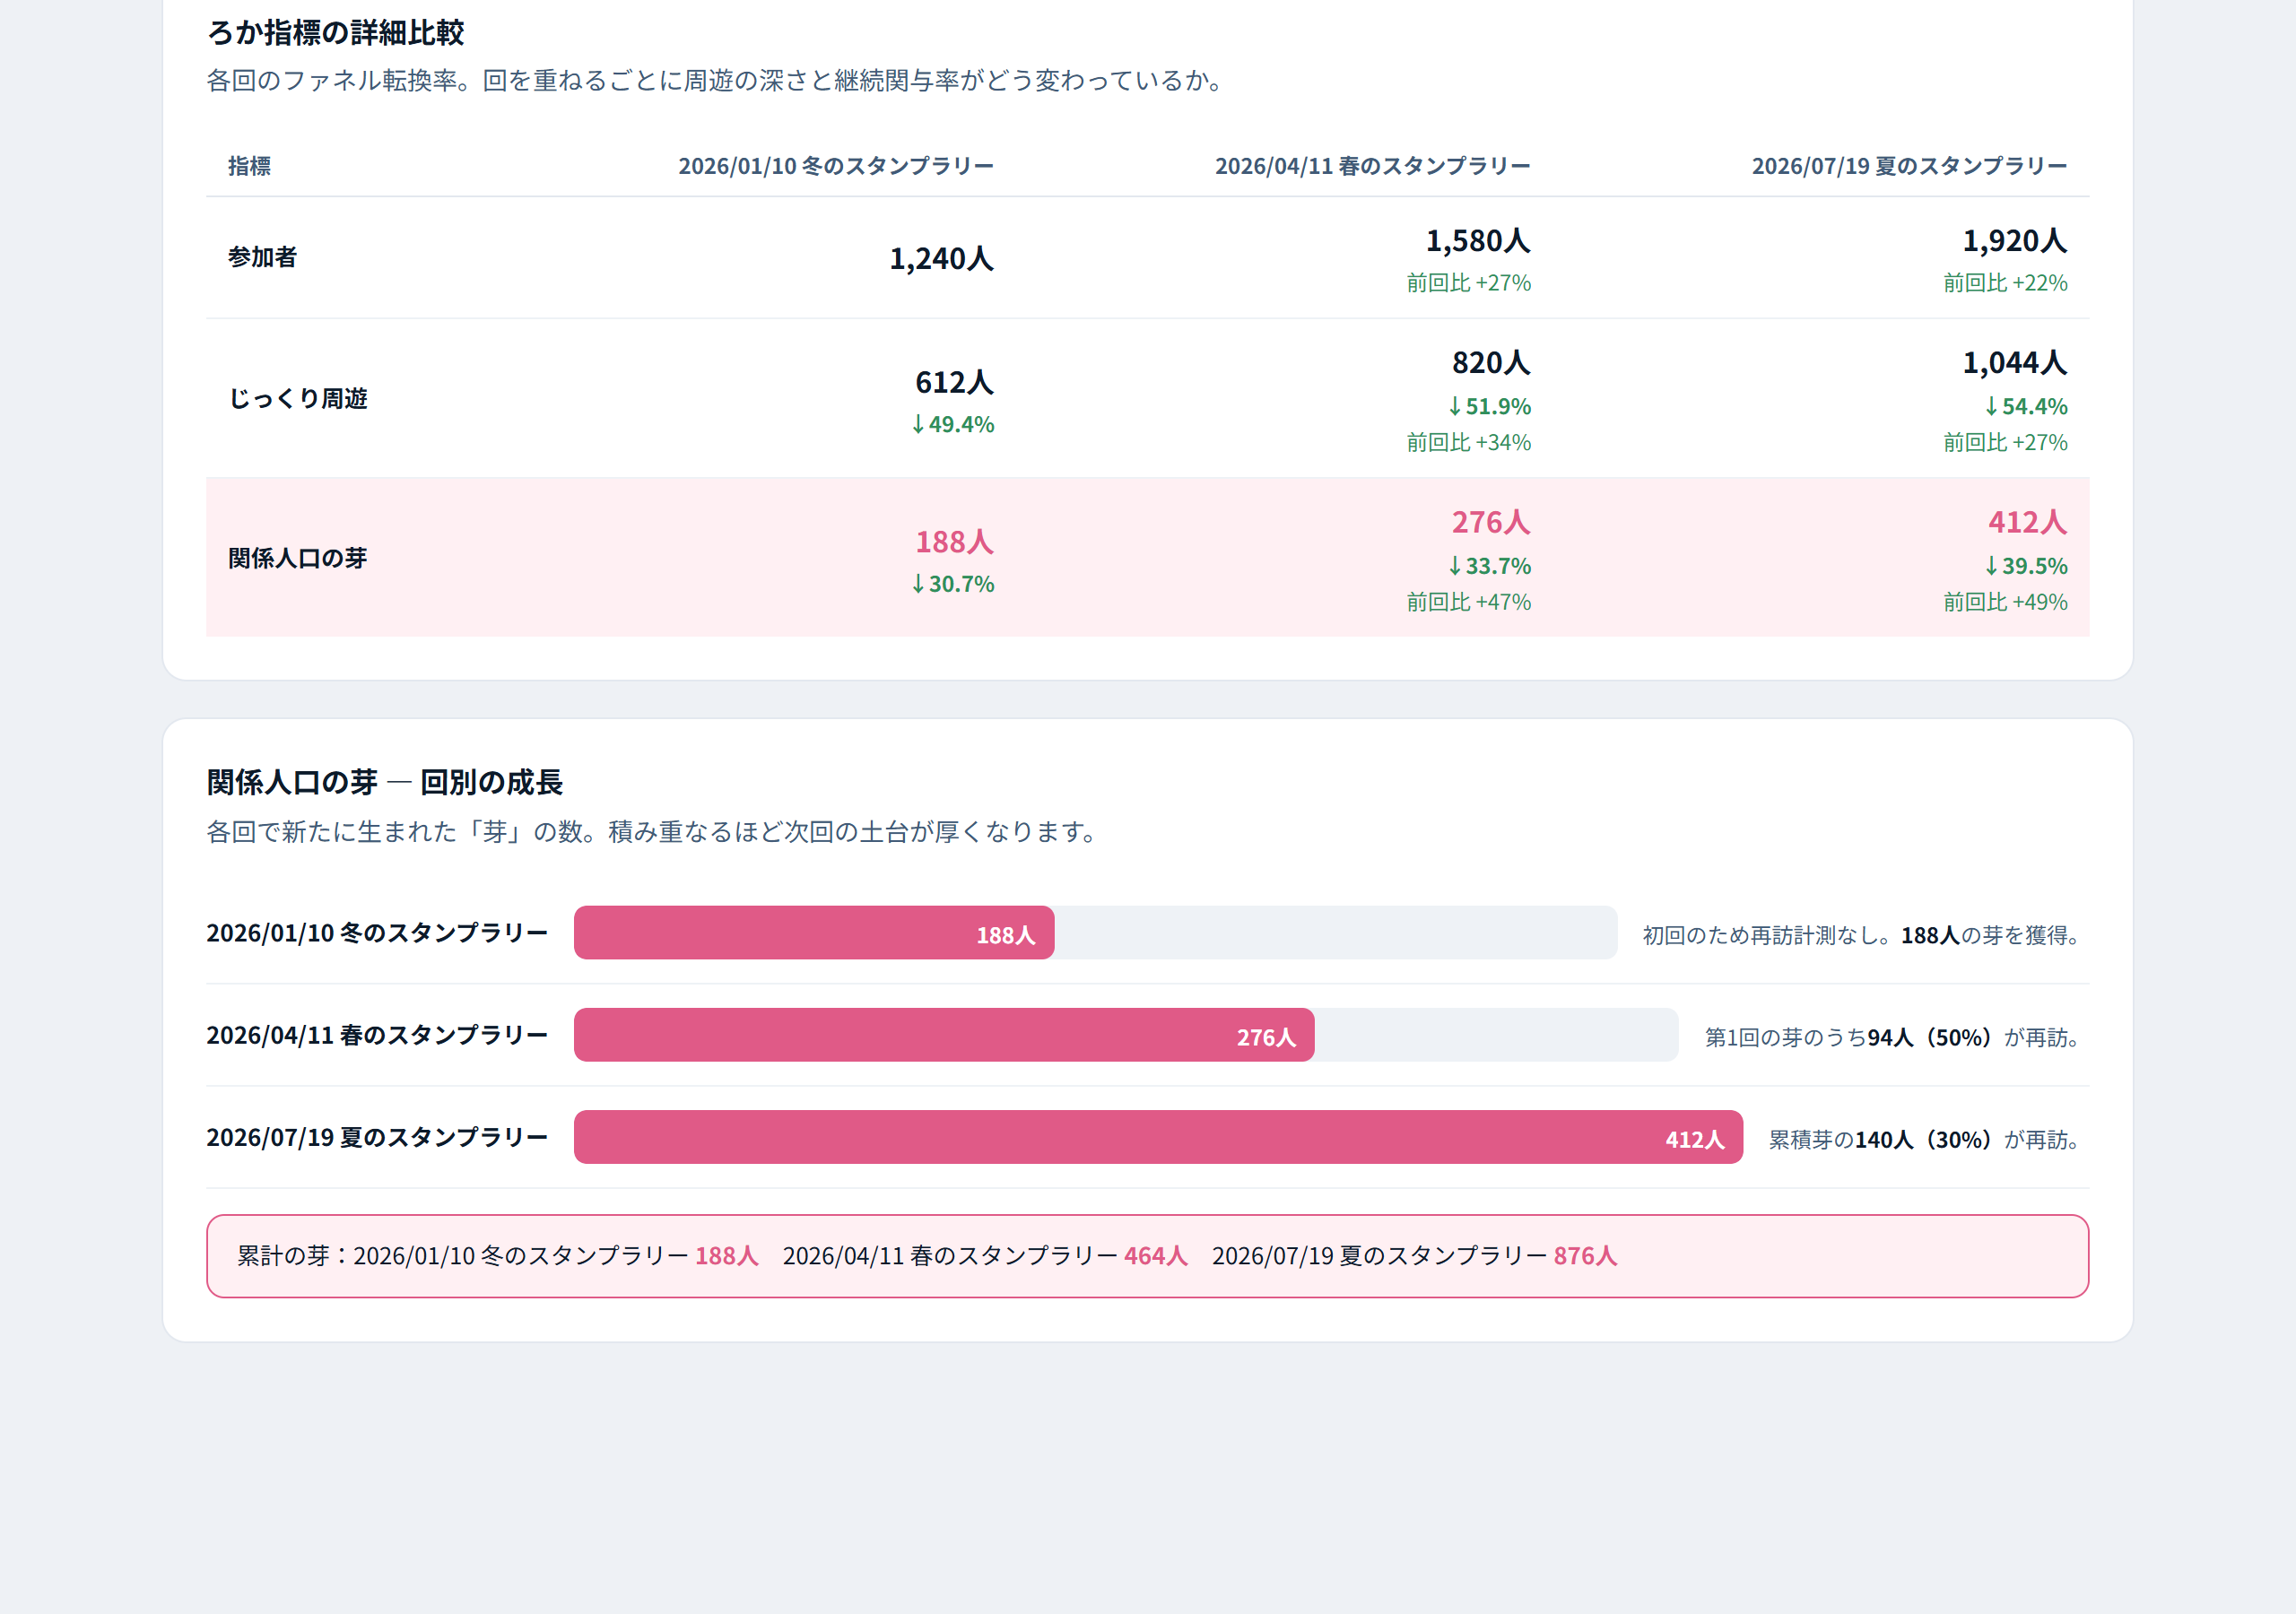 ろか指標の詳細比較
各回のファネル転換率。回を重ねるごとに周遊の深さと継続関与率がどう変わっているか。
指標 2026/01/10 冬のスタンプラリー 2026/04/11 春のスタンプラリー 2026/07/19 夏のスタンプラリー
参加者 1,240人 1,580人 1,920人
前回比 +27% 前回比 +22%
じっくり周遊 612人 820人 1,044人
↓49.4% ↓51.9% ↓54.4%
前回比 +34% 前回比 +27%
関係人口の芽 188人 276人 412人
↓30.7% ↓33.7% ↓39.5%
前回比 +47% 前回比 +49%
関係人口の芽 — 回別の成長
各回で新たに生まれた「芽」の数。積み重なるほど次回の土台が厚くなります。
2026/01/10 冬のスタンプラリー 188人 初回のため再訪計測なし。188人の芽を獲得。
2026/04/11 春のスタンプラリー 276人 第1回の芽のうち94人（50%）が再訪。
2026/07/19 夏のスタンプラリー 412人 累積芽の140人（30%）が再訪。
累計の芽：2026/01/10 冬のスタンプラリー 188人 2026/04/11 春のスタンプラリー 464人 2026/07/19 夏のスタンプラリー 876人